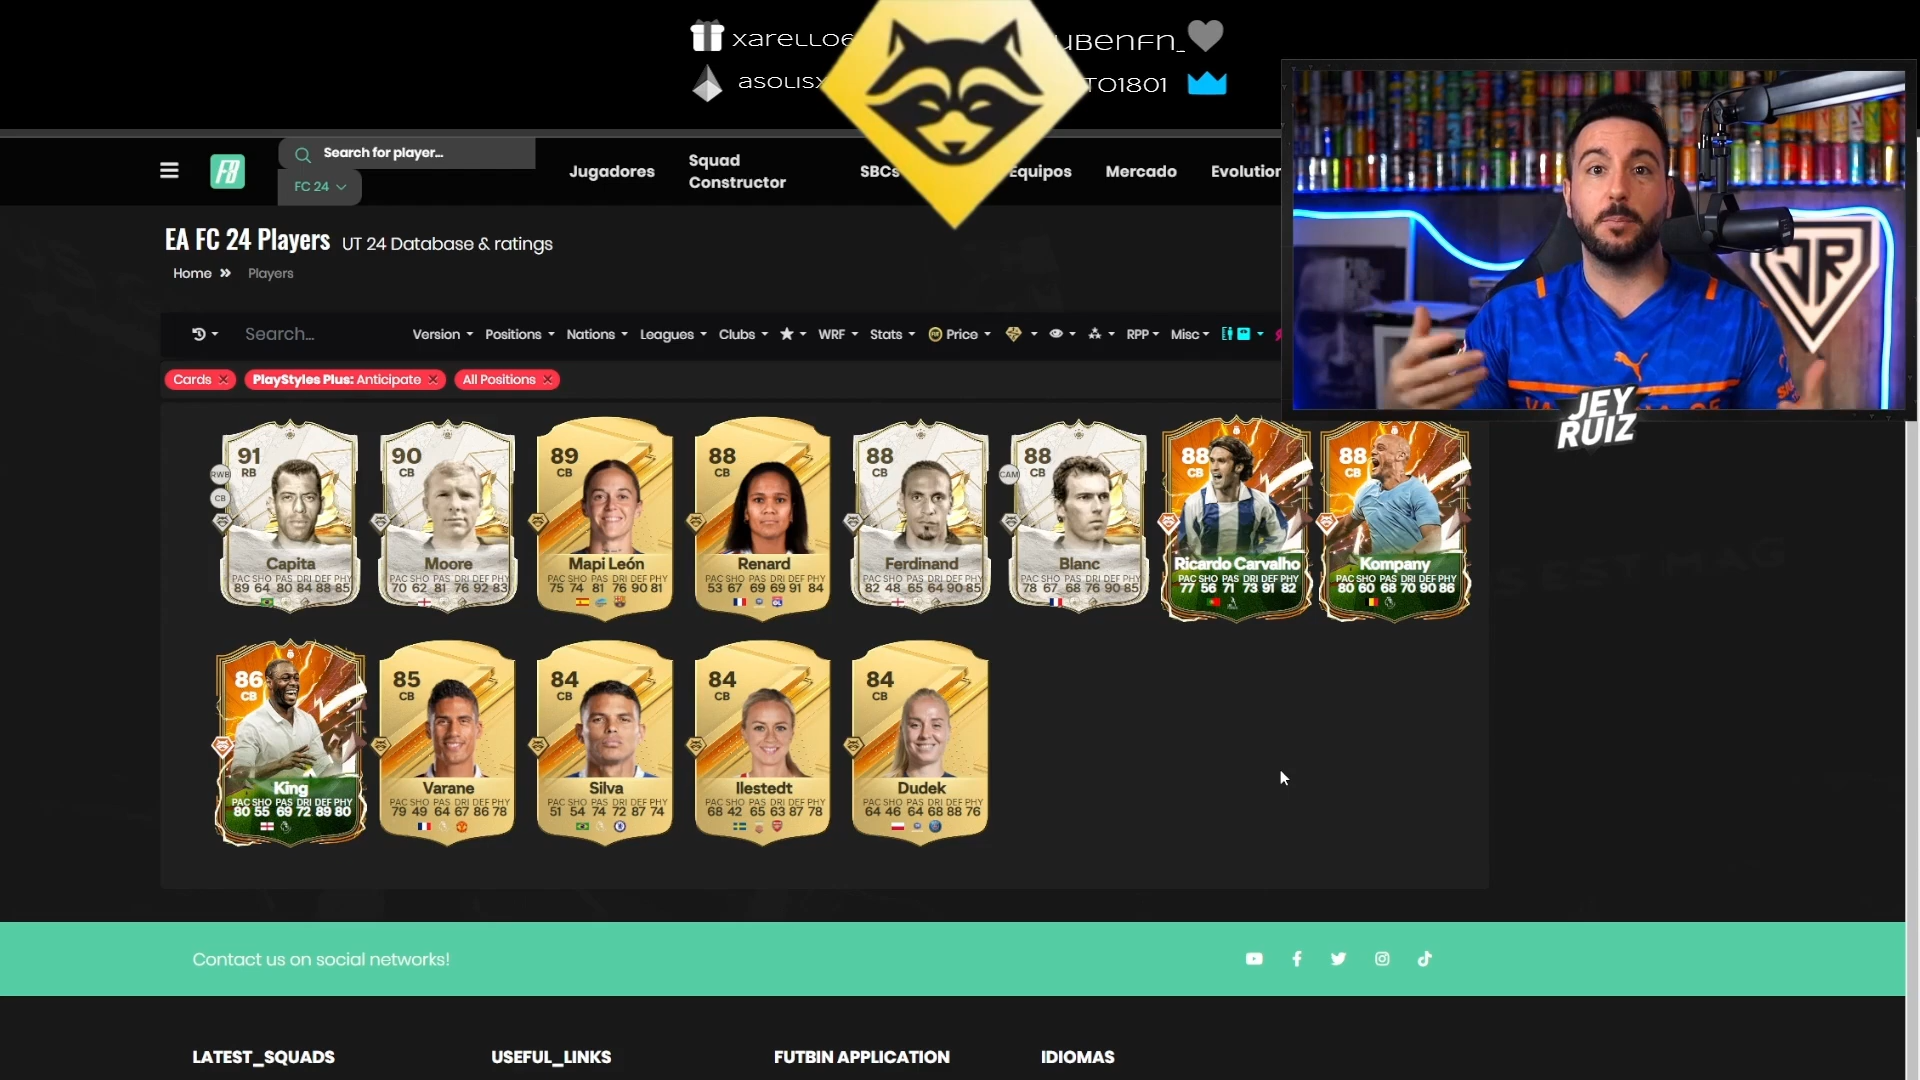 xarello6
uBenfn_
asolisx
TO1801
Search for player...
FC 24
Jugadores
Squad Constructor
SBCs
Equipos
Mercado
Evolution
EA FC 24 Players
UT 24 Database & ratings
Home » Players
Search...
Version
Positions
Nations
Leagues
Clubs
WRF
Stats
Price
RPP
Misc
Cards ×
PlayStyles Plus: Anticipate ×
All Positions ×
JEY RUIZ
JR
91 RB
RWB
CB
Capita
PAC SHO PAS DRI DEF PHY
89 64 80 84 88 85
90 CB
Moore
PAC SHO PAS DRI DEF PHY
70 62 81 76 92 83
89 CB
Mapi León
PAC SHO PAS DRI DEF PHY
75 74 81 76 90 81
88 CB
Renard
PAC SHO PAS DRI DEF PHY
53 67 69 69 91 84
88 CB
Ferdinand
PAC SHO PAS DRI DEF PHY
82 48 65 64 90 85
88 CB
CAM
Blanc
PAC SHO PAS DRI DEF PHY
78 67 68 76 90 85
88 CB
Ricardo Carvalho
PAC SHO PAS DRI DEF PHY
77 56 71 73 91 82
88 CB
Kompany
PAC SHO PAS DRI DEF PHY
80 60 68 70 90 86
86 CB
King
PAC SHO PAS DRI DEF PHY
80 55 69 72 89 80
85 CB
Varane
PAC SHO PAS DRI DEF PHY
79 49 64 67 86 78
84 CB
Silva
PAC SHO PAS DRI DEF PHY
51 54 74 72 87 74
84 CB
Ilestedt
PAC SHO PAS DRI DEF PHY
68 42 65 63 87 78
84 CB
Dudek
PAC SHO PAS DRI DEF PHY
64 46 64 68 88 76
Contact us on social networks!
LATEST_SQUADS
USEFUL_LINKS
FUTBIN APPLICATION
IDIOMAS